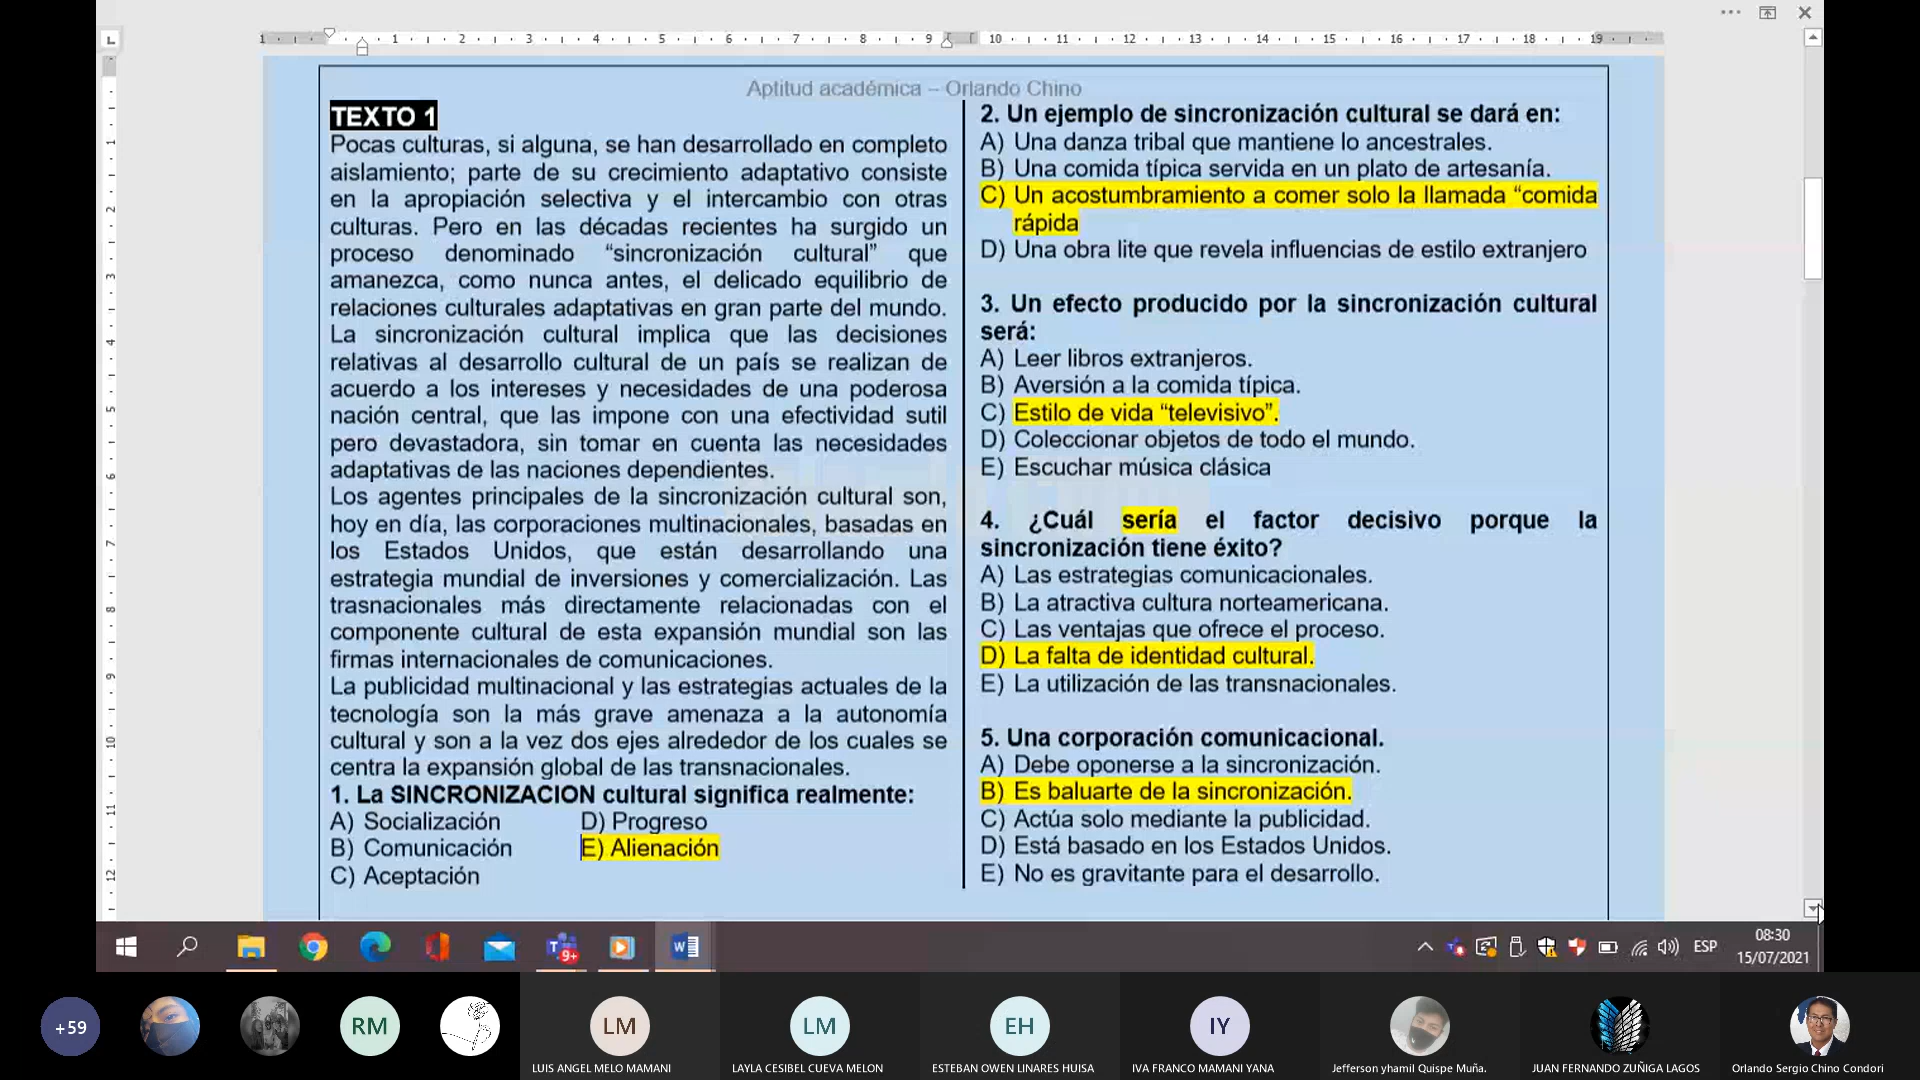 Aptitud académica – Orlando Chino
TEXTO 1
Pocas culturas, si alguna, se han desarrollado en completo
aislamiento; parte de su crecimiento adaptativo consiste
en la apropiación selectiva y el intercambio con otras
culturas. Pero en las décadas recientes ha surgido un
proceso denominado “sincronización cultural” que
amanezca, como nunca antes, el delicado equilibrio de
relaciones culturales adaptativas en gran parte del mundo.
La sincronización cultural implica que las decisiones
relativas al desarrollo cultural de un país se realizan de
acuerdo a los intereses y necesidades de una poderosa
nación central, que las impone con una efectividad sutil
pero devastadora, sin tomar en cuenta las necesidades
adaptativas de las naciones dependientes.
Los agentes principales de la sincronización cultural son,
hoy en día, las corporaciones multinacionales, basadas en
los Estados Unidos, que están desarrollando una
estrategia mundial de inversiones y comercialización. Las
trasnacionales más directamente relacionadas con el
componente cultural de esta expansión mundial son las
firmas internacionales de comunicaciones.
La publicidad multinacional y las estrategias actuales de la
tecnología son la más grave amenaza a la autonomía
cultural y son a la vez dos ejes alrededor de los cuales se
centra la expansión global de las transnacionales.
1. La SINCRONIZACION cultural significa realmente:
A) Socialización D) Progreso
B) Comunicación E) Alienación
C) Aceptación
2. Un ejemplo de sincronización cultural se dará en:
A) Una danza tribal que mantiene lo ancestrales.
B) Una comida típica servida en un plato de artesanía.
C) Un acostumbramiento a comer solo la llamada “comida
rápida
D) Una obra lite que revela influencias de estilo extranjero
3. Un efecto producido por la sincronización cultural
será:
A) Leer libros extranjeros.
B) Aversión a la comida típica.
C) Estilo de vida “televisivo”.
D) Coleccionar objetos de todo el mundo.
E) Escuchar música clásica
4. ¿Cuál sería el factor decisivo porque la
sincronización tiene éxito?
A) Las estrategias comunicacionales.
B) La atractiva cultura norteamericana.
C) Las ventajas que ofrece el proceso.
D) La falta de identidad cultural.
E) La utilización de las transnacionales.
5. Una corporación comunicacional.
A) Debe oponerse a la sincronización.
B) Es baluarte de la sincronización.
C) Actúa solo mediante la publicidad.
D) Está basado en los Estados Unidos.
E) No es gravitante para el desarrollo.
ESP
08:30
15/07/2021
+59
RM
LM
LM
EH
IY
LUIS ANGEL MELO MAMANI
LAYLA CESIBEL CUEVA MELON
ESTEBAN OWEN LINARES HUISA
IVA FRANCO MAMANI YANA
Jefferson yhamil Quispe Muña.
JUAN FERNANDO ZUÑIGA LAGOS
Orlando Sergio Chino Condori